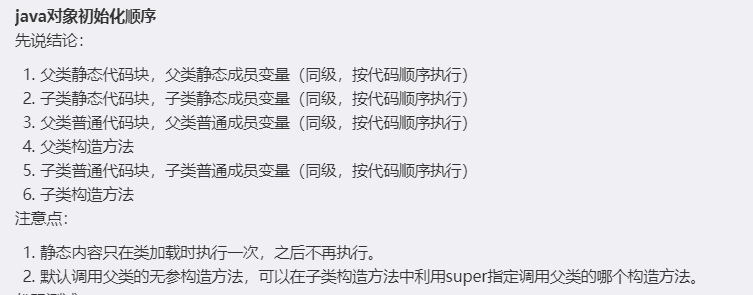 java对象初始化顺序
先说结论：
1. 父类静态代码块，父类静态成员变量（同级，按代码顺序执行）
2. 子类静态代码块，子类静态成员变量（同级，按代码顺序执行）
3. 父类普通代码块，父类普通成员变量（同级，按代码顺序执行）
4. 父类构造方法
5. 子类普通代码块，子类普通成员变量（同级，按代码顺序执行）
6. 子类构造方法
注意点：
1. 静态内容只在类加载时执行一次，之后不再执行。
2. 默认调用父类的无参构造方法，可以在子类构造方法中利用super指定调用父类的哪个构造方法。